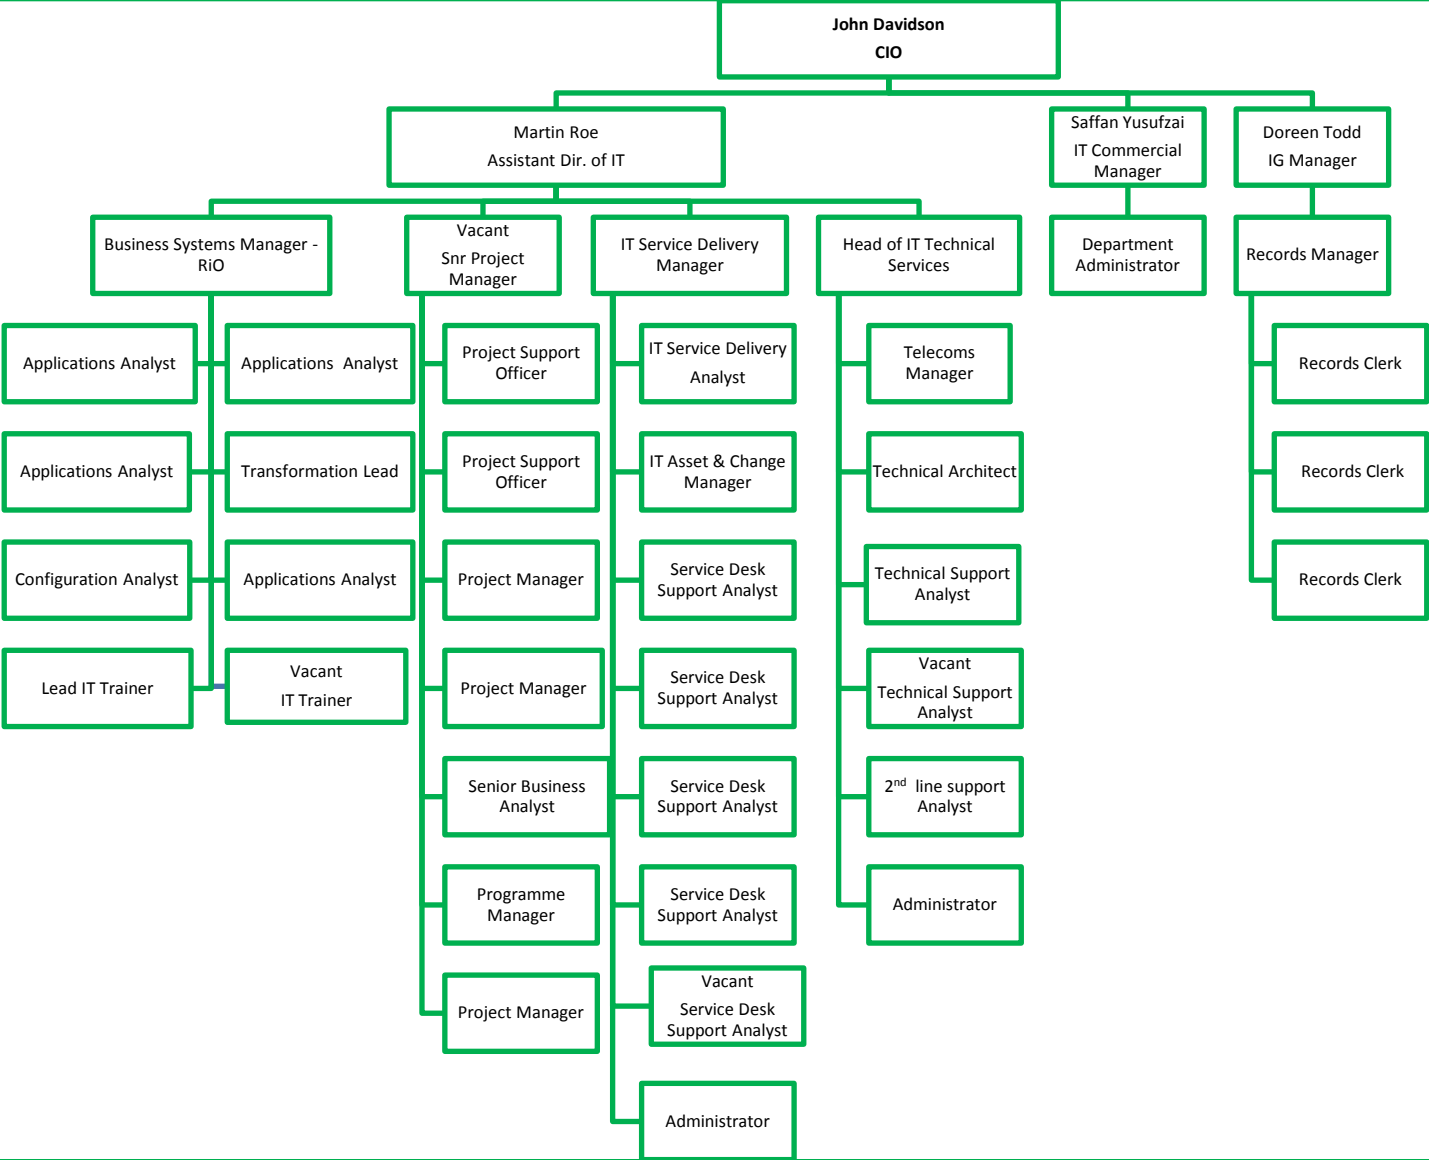 John Davidson
CIO
Martin Roe
Assistant Dir. of IT
Saffan Yusufzai
IT Commercial
Manager
Doreen Todd
IG Manager
Business Systems Manager -
RiO
Vacant
Snr Project
Manager
IT Service Delivery
Manager
Head of IT Technical
Services
Department
Administrator
Records Manager
Applications Analyst
Applications  Analyst
Project Support
Officer
IT Service Delivery
Analyst
Telecoms
Manager
Records Clerk
Applications Analyst
Transformation Lead
Project Support
Officer
IT Asset & Change
Manager
Technical Architect
Records Clerk
Configuration Analyst
Applications Analyst
Project Manager
Service Desk
Support Analyst
Technical Support
Analyst
Records Clerk
Lead IT Trainer
Vacant
IT Trainer
Project Manager
Service Desk
Support Analyst
Vacant
Technical Support
Analyst
Senior Business
Analyst
Service Desk
Support Analyst
2nd  line support
Analyst
Programme
Manager
Service Desk
Support Analyst
Administrator
Project Manager
Vacant
Service Desk
Support Analyst
Administrator